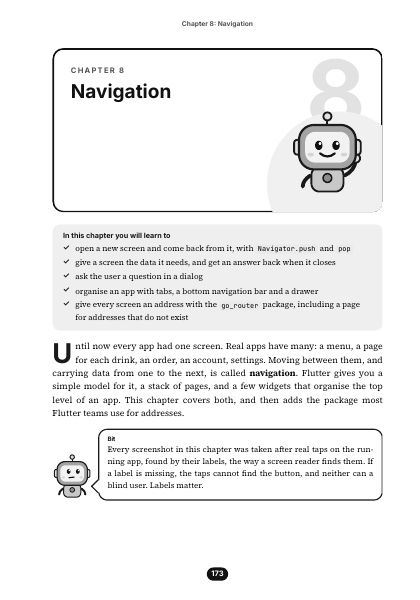 Chapter 8: Navigation
CHAPTER 8
8
Navigation
In this chapter you will learn to
✓ open a new screen and come back from it, with Navigator.push and pop
✓ give a screen the data it needs, and get an answer back when it closes
✓ ask the user a question in a dialog
✓ organise an app with tabs, a bottom navigation bar and a drawer
✓ give every screen an address with the go_router package, including a page
for addresses that do not exist
Until now every app had one screen. Real apps have many: a menu, a page
for each drink, an order, an account, settings. Moving between them, and
carrying data from one to the next, is called navigation. Flutter gives you a
simple model for it, a stack of pages, and a few widgets that organise the top
level of an app. This chapter covers both, and then adds the package most
Flutter teams use for addresses.
Bit
Every screenshot in this chapter was taken after real taps on the run-
ning app, found by their labels, the way a screen reader finds them. If
a label is missing, the taps cannot find the button, and neither can a
blind user. Labels matter.
173